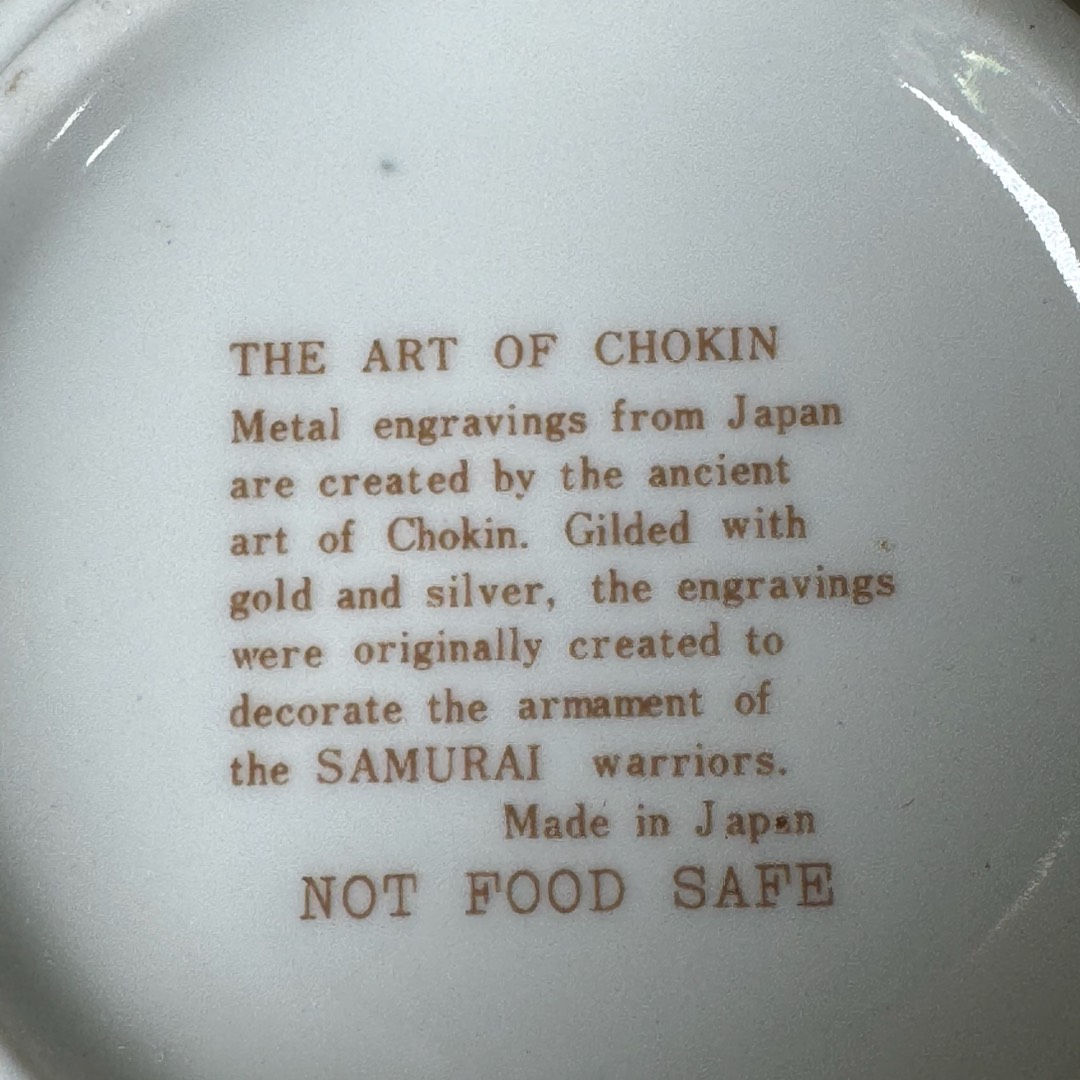 THE ART OF CHOKIN
Metal engravings from Japan
are created by the ancient
art of Chokin. Gilded with
gold and silver, the engravings
were originally created to
decorate the armament of
the SAMURAI warriors.
Made in Japan
NOT FOOD SAFE